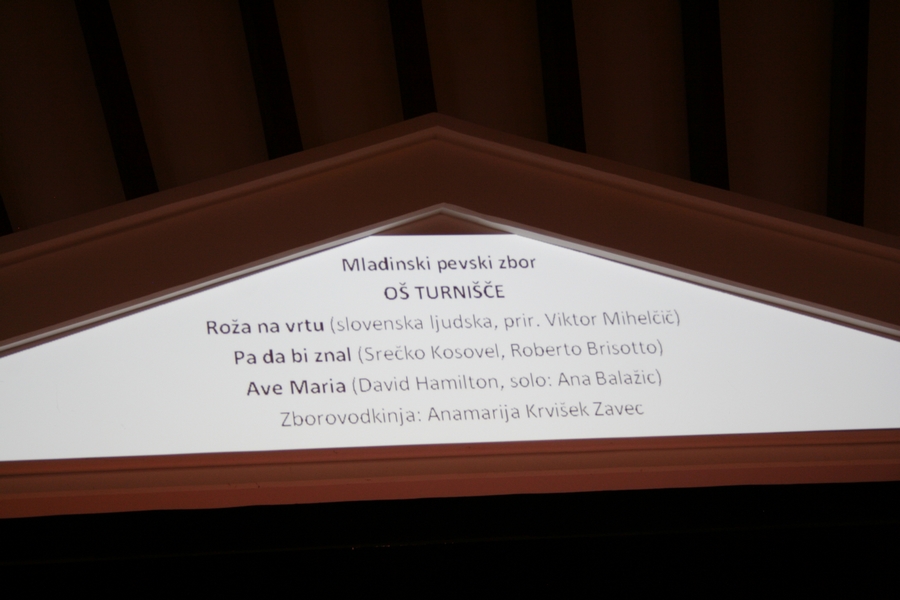 Mladinski pevski zbor
OŠ TURNIŠČE
Roža na vrtu (slovenska ljudska, prir. Viktor Mihelčič)
Pa da bi znal (Srečko Kosovel, Roberto Brisotto)
Ave Maria (David Hamilton, solo: Ana Balažic)
Zborovodkinja: Anamarija Krvišek Zavec